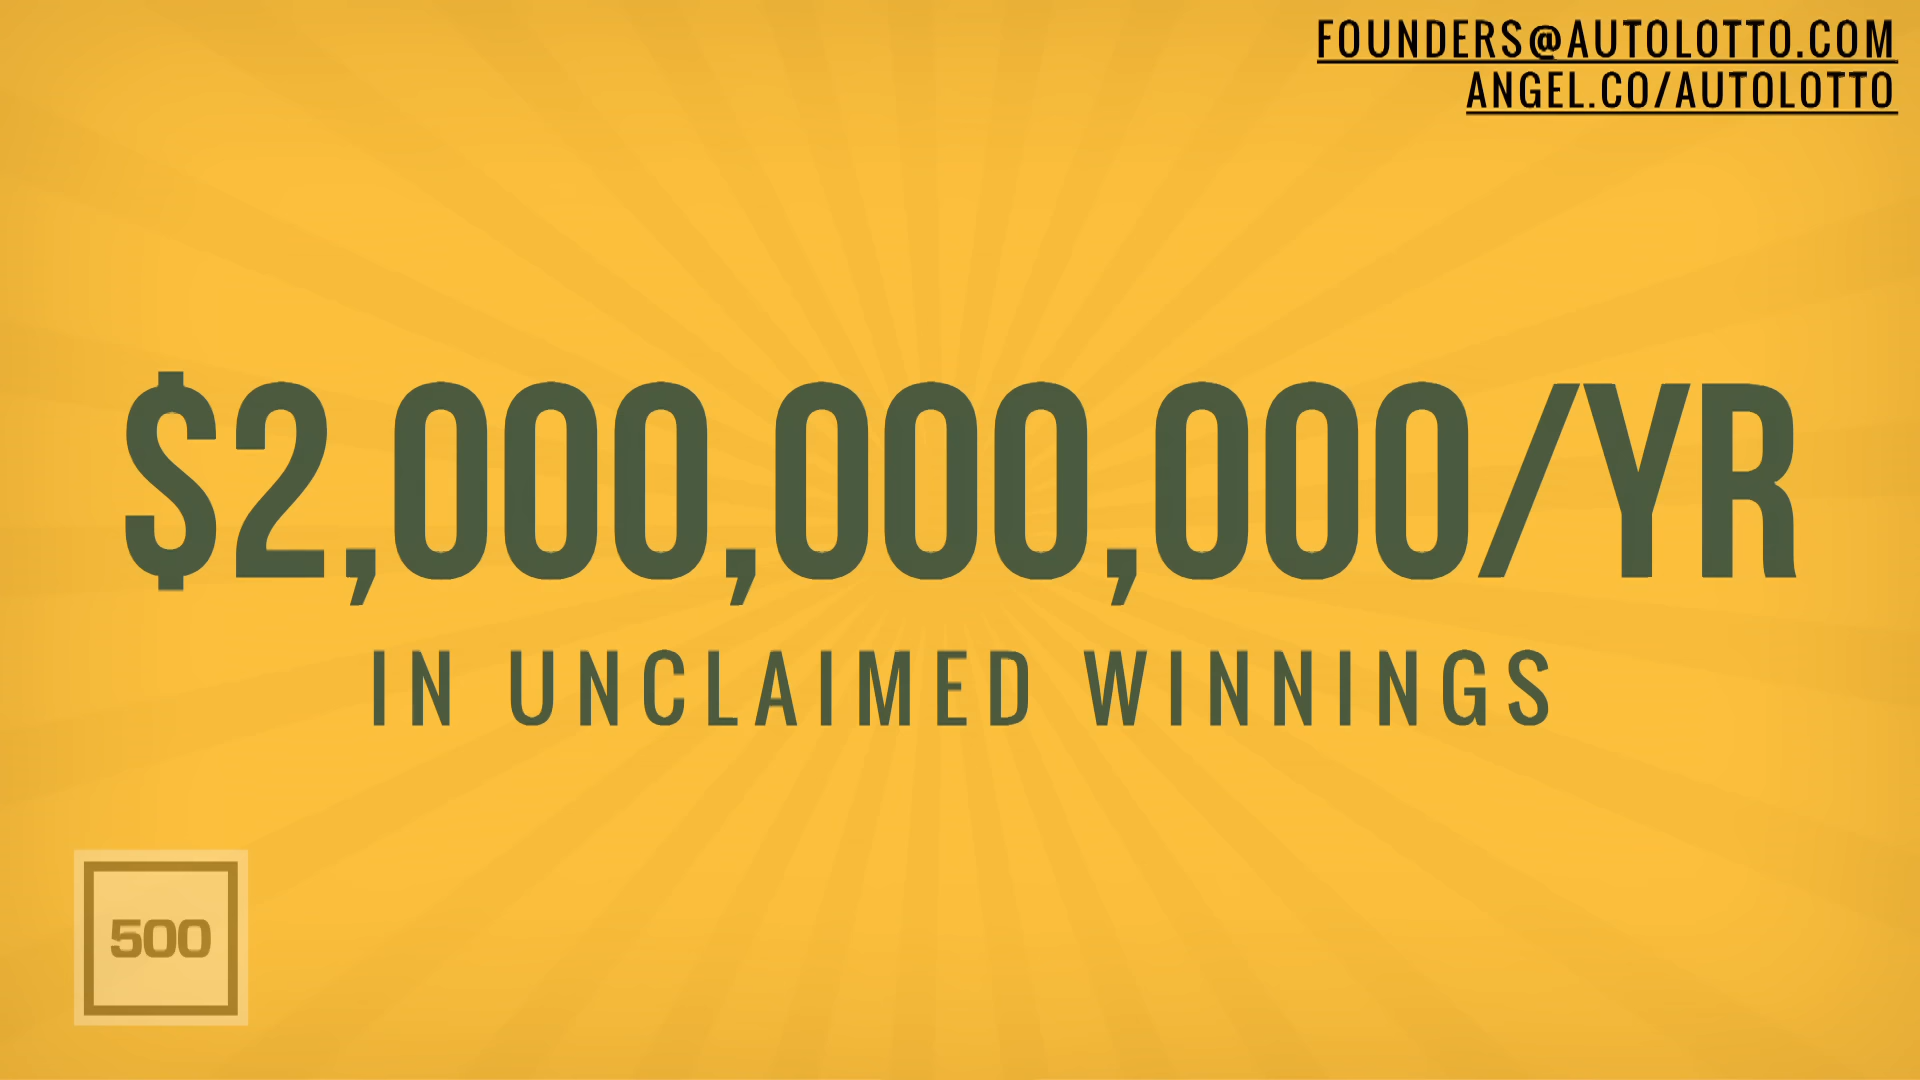 FOUNDERS@AUTOLOTTO.COM
ANGEL.CO/AUTOLOTTO
$2,000,000,000/YR
IN UNCLAIMED WINNINGS
500